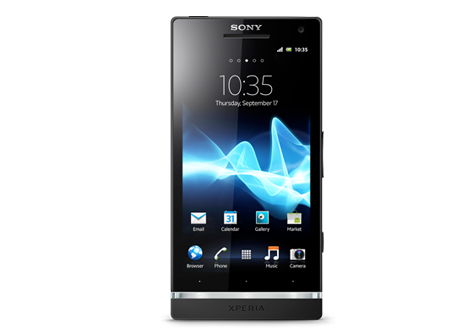 SONY
10:35
10:35
Thursday, September 17
31
Email Calendar Gallery Market
Browser Phone Music Camera
XPERIA